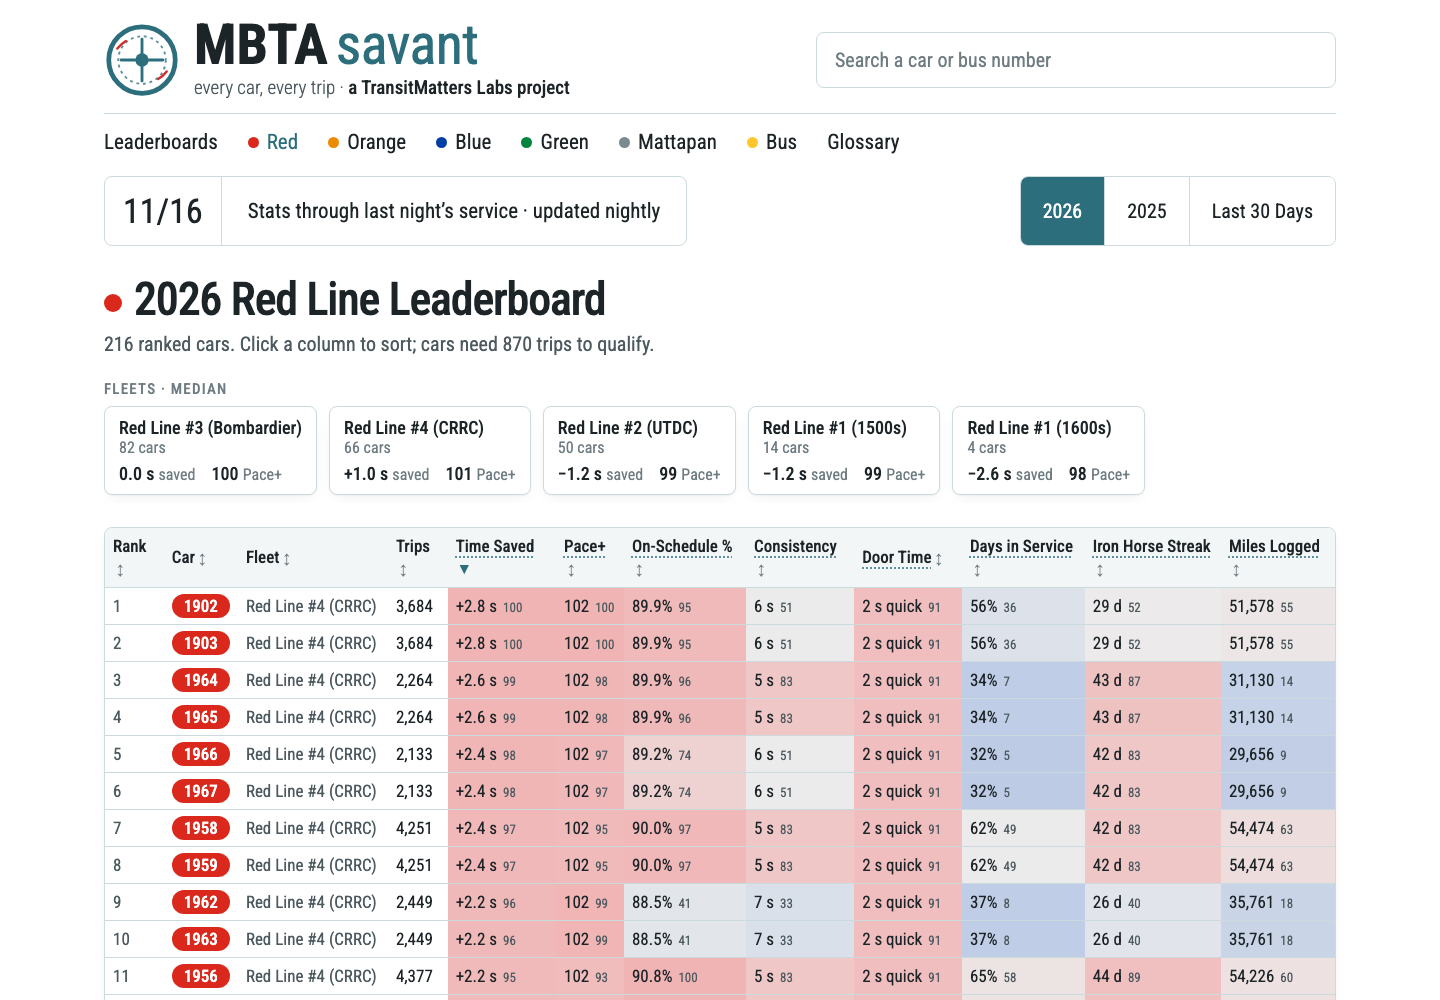 MBTA savant
every car, every trip · a TransitMatters Labs project
Search a car or bus number
Leaderboards Red Orange Blue Green Mattapan Bus Glossary
11/16 Stats through last night’s service · updated nightly 2026 2025 Last 30 Days
2026 Red Line Leaderboard
216 ranked cars. Click a column to sort; cars need 870 trips to qualify.
FLEETS · MEDIAN
Red Line #3 (Bombardier)
82 cars
0.0 s saved 100 Pace+
Red Line #4 (CRRC)
66 cars
+1.0 s saved 101 Pace+
Red Line #2 (UTDC)
50 cars
−1.2 s saved 99 Pace+
Red Line #1 (1500s)
14 cars
−1.2 s saved 99 Pace+
Red Line #1 (1600s)
4 cars
−2.6 s saved 98 Pace+
Rank ↕ Car ↕ Fleet ↕ Trips ↕ Time Saved ▼ Pace+ ↕ On-Schedule % ↕ Consistency ↕ Door Time ↕ Days in Service ↕ Iron Horse Streak ↕ Miles Logged ↕
1 1902 Red Line #4 (CRRC) 3,684 +2.8 s 100 102 100 89.9% 95 6 s 51 2 s quick 91 56% 36 29 d 52 51,578 55
2 1903 Red Line #4 (CRRC) 3,684 +2.8 s 100 102 100 89.9% 95 6 s 51 2 s quick 91 56% 36 29 d 52 51,578 55
3 1964 Red Line #4 (CRRC) 2,264 +2.6 s 99 102 98 89.9% 96 5 s 83 2 s quick 91 34% 7 43 d 87 31,130 14
4 1965 Red Line #4 (CRRC) 2,264 +2.6 s 99 102 98 89.9% 96 5 s 83 2 s quick 91 34% 7 43 d 87 31,130 14
5 1966 Red Line #4 (CRRC) 2,133 +2.4 s 98 102 97 89.2% 74 6 s 51 2 s quick 91 32% 5 42 d 83 29,656 9
6 1967 Red Line #4 (CRRC) 2,133 +2.4 s 98 102 97 89.2% 74 6 s 51 2 s quick 91 32% 5 42 d 83 29,656 9
7 1958 Red Line #4 (CRRC) 4,251 +2.4 s 97 102 95 90.0% 97 5 s 83 2 s quick 91 62% 49 42 d 83 54,474 63
8 1959 Red Line #4 (CRRC) 4,251 +2.4 s 97 102 95 90.0% 97 5 s 83 2 s quick 91 62% 49 42 d 83 54,474 63
9 1962 Red Line #4 (CRRC) 2,449 +2.2 s 96 102 99 88.5% 41 7 s 33 2 s quick 91 37% 8 26 d 40 35,761 18
10 1963 Red Line #4 (CRRC) 2,449 +2.2 s 96 102 99 88.5% 41 7 s 33 2 s quick 91 37% 8 26 d 40 35,761 18
11 1956 Red Line #4 (CRRC) 4,377 +2.2 s 95 102 93 90.8% 100 5 s 83 2 s quick 91 65% 58 44 d 89 54,226 60